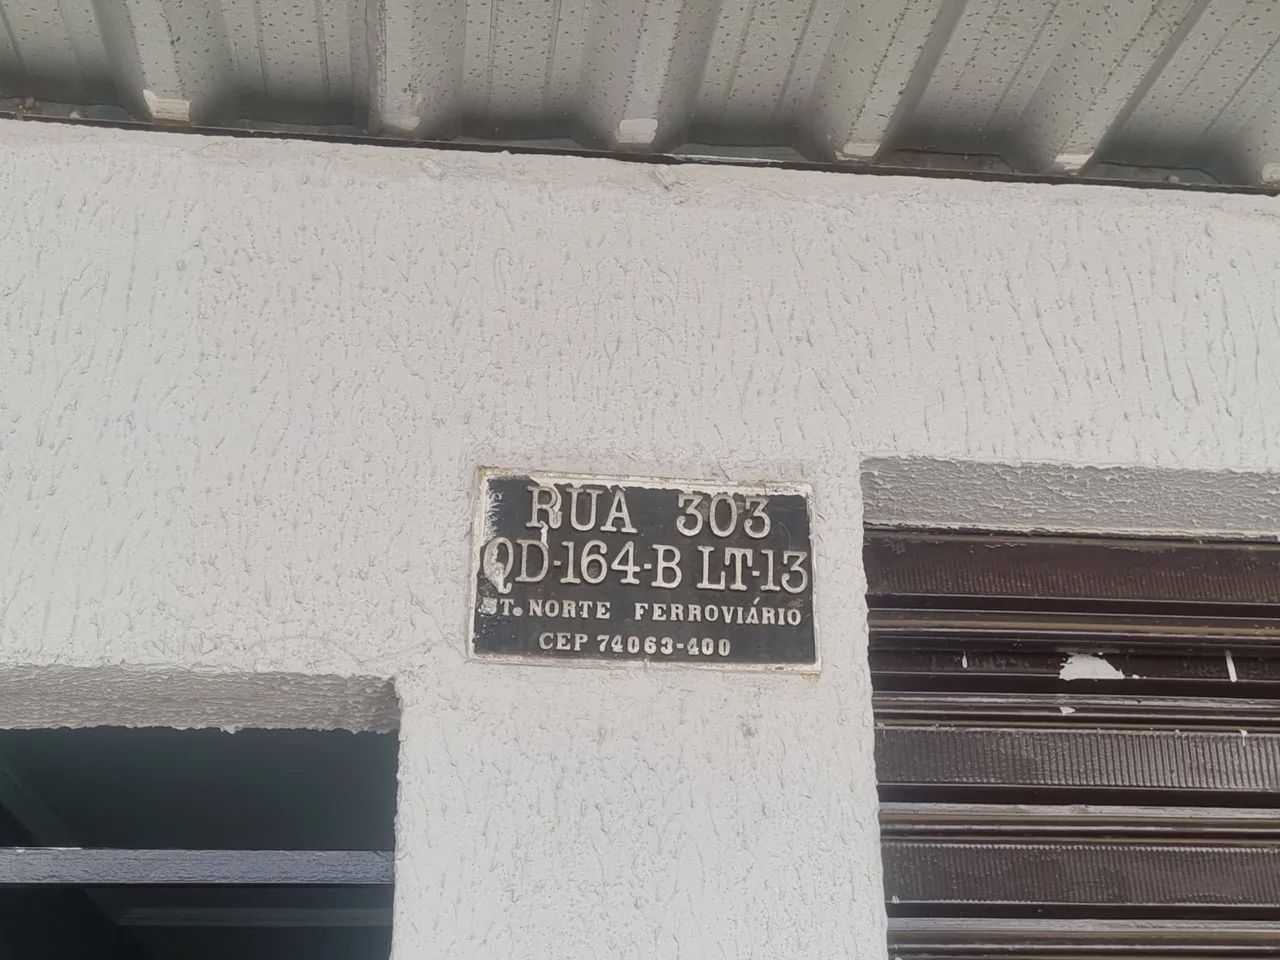 RUA 303
QD-164-B LT-13
ST. NORTE FERROVIÁRIO
CEP 74063-400